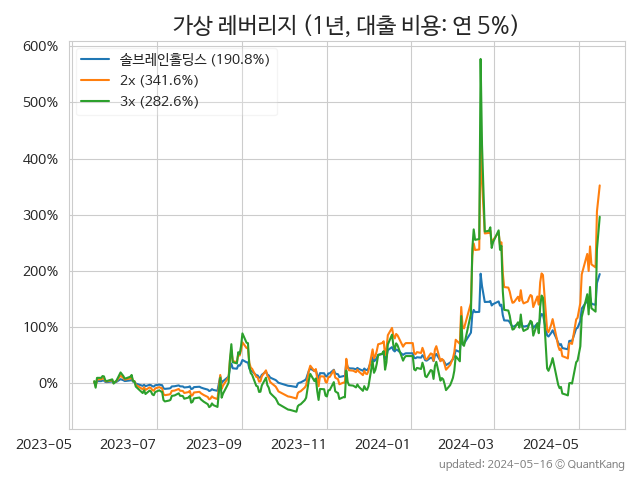 가상 레버리지 (1년, 대출 비용: 연 5%)
600%
500%
400%
300%
200%
100%
0%
솔브레인홀딩스 (190.8%)
2x (341.6%)
3x (282.6%)
2023-05 2023-07 2023-09 2023-11 2024-01 2024-03 2024-05
updated: 2024-05-16 © QuantKang